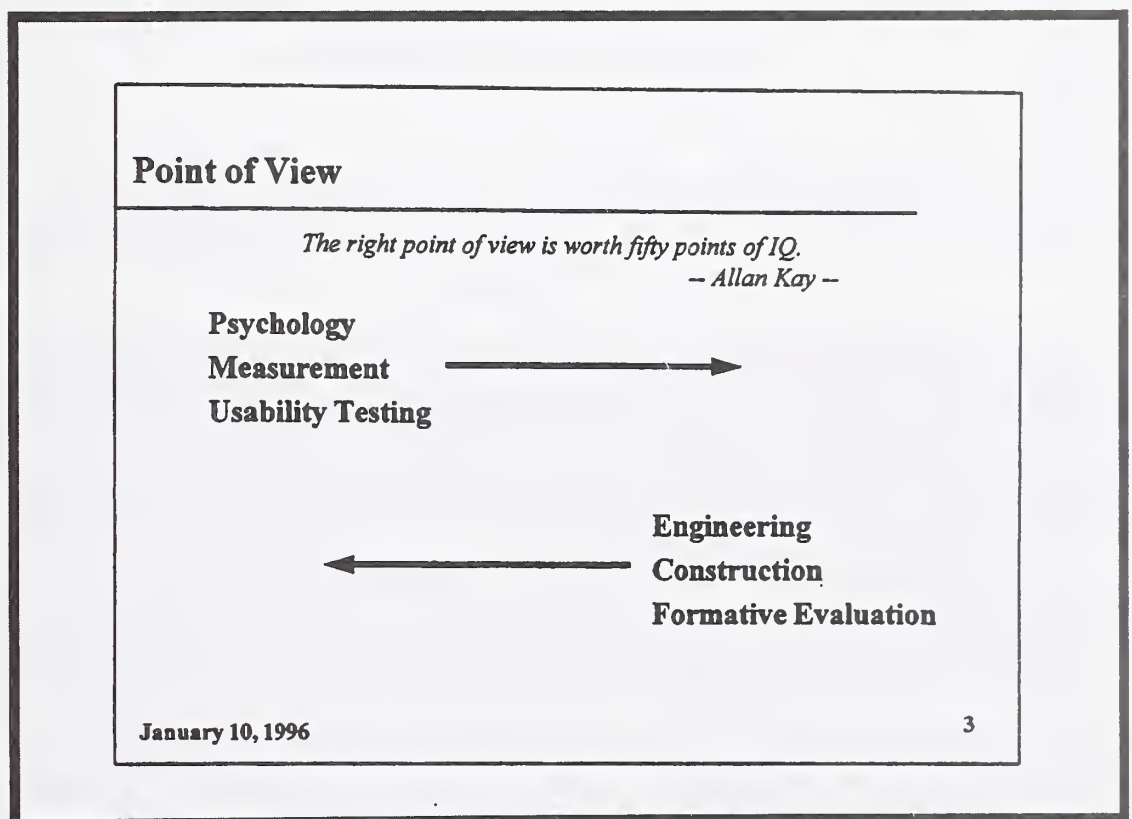 Point of View
The right point of view is worth fifty points of IQ.
-- Allan Kay --
Psychology
Measurement
Usability Testing
Engineering
Construction
Formative Evaluation
January 10, 1996
3